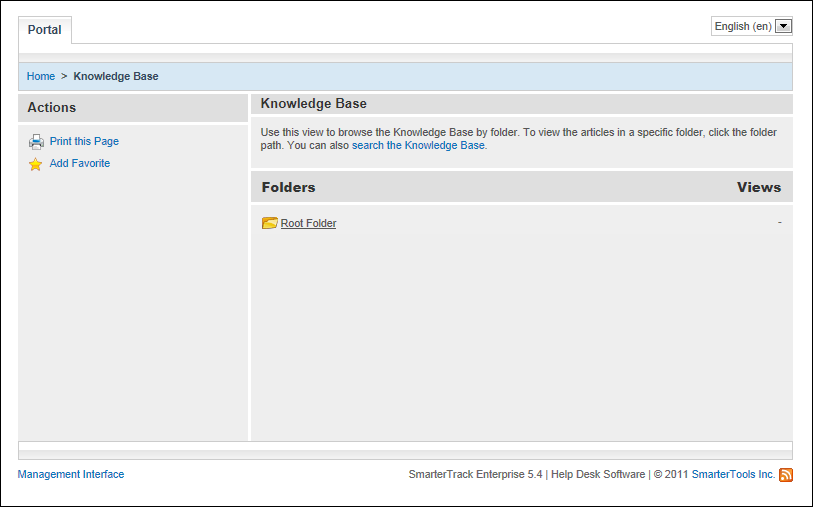 Portal
English (en)
Home > Knowledge Base
Actions
Print this Page
Add Favorite
Knowledge Base
Use this view to browse the Knowledge Base by folder. To view the articles in a specific folder, click the folder
path. You can also search the Knowledge Base.
Folders Views
Root Folder -
Management Interface
SmarterTrack Enterprise 5.4 | Help Desk Software | © 2011 SmarterTools Inc.